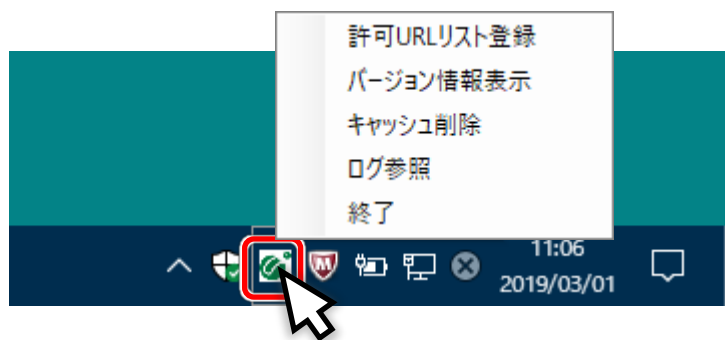 許可URLリスト登録
バージョン情報表示
キャッシュ削除
ログ参照
終了
11:06
2019/03/01